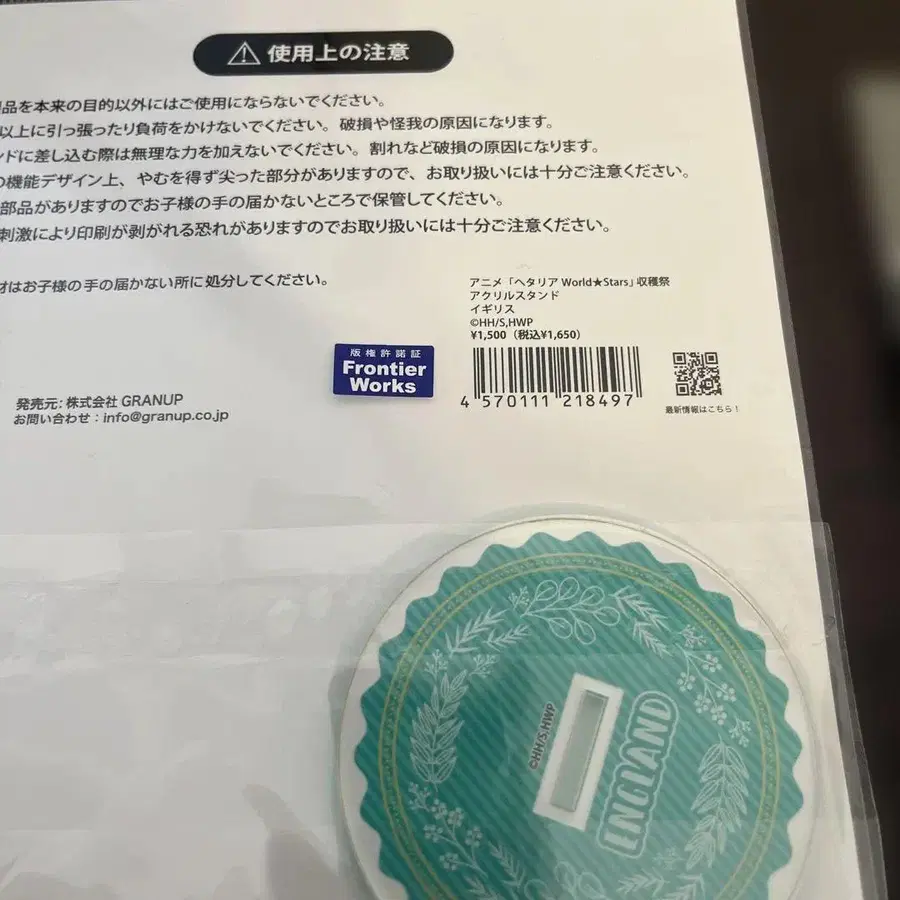 使用上の注意
品を本来の目的以外にはご使用にならないでください。
以上に引っ張ったり負荷をかけないでください。破損や怪我の原因になります。
ンドに差し込む際は無理な力を加えないでください。割れなど破損の原因になります。
の機能デザイン上、やむを得ず尖った部分がありますので、お取り扱いには十分ご注意ください。
部品がありますのでお子様の手の届かないところで保管してください。
刺激により印刷が剥がれる恐れがありますのでお取り扱いには十分ご注意ください。
材はお子様の手の届かない所に処分してください。
アニメ「ヘタリア World★Stars」収穫祭
アクリルスタンド
イギリス
©HH/S,HWP
¥1,500（税込¥1,650）
4 570111 218497
最新情報はこちら！
版権許諾証
Frontier
Works
発売元: 株式会社 GRANUP
お問い合わせ：info@granup.co.jp
©HH/S,HWP
ENGLAND